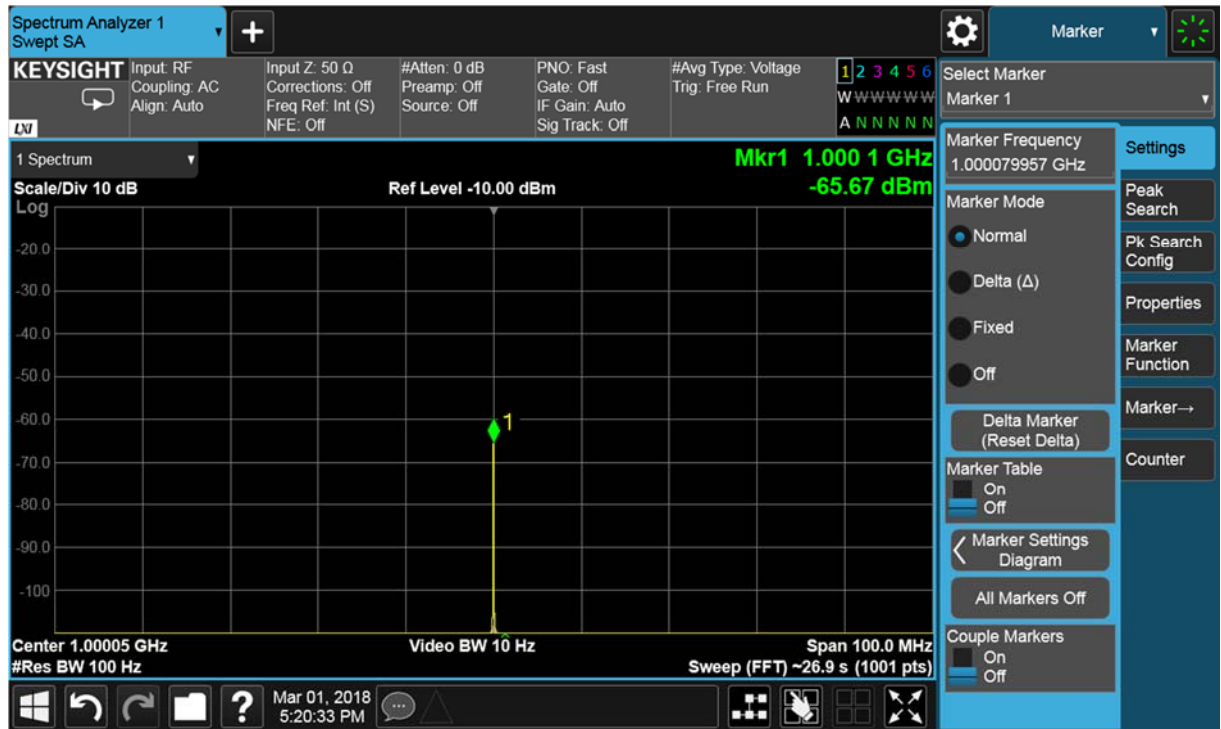 Spectrum Analyzer 1
Swept SA
Marker
KEYSIGHT
LXI
Input: RF
Coupling: AC
Align: Auto
Input Z: 50 Ω
Corrections: Off
Freq Ref: Int (S)
NFE: Off
#Atten: 0 dB
Preamp: Off
Source: Off
PNO: Fast
Gate: Off
IF Gain: Auto
Sig Track: Off
#Avg Type: Voltage
Trig: Free Run
1 2 3 4 5 6
W W W W W W
A N N N N N
1 Spectrum
Scale/Div 10 dB
Ref Level -10.00 dBm
Mkr1 1.000 1 GHz
-65.67 dBm
Log
-20.0
-30.0
-40.0
-50.0
-60.0
-70.0
-80.0
-90.0
-100
1
Center 1.00005 GHz
#Res BW 100 Hz
Video BW 10 Hz
Span 100.0 MHz
Sweep (FFT) ~26.9 s (1001 pts)
?
Mar 01, 2018
5:20:33 PM
Select Marker
Marker 1
Marker Frequency
1.000079957 GHz
Marker Mode
Normal
Delta (Δ)
Fixed
Off
Delta Marker
(Reset Delta)
Marker Table
On
Off
Marker Settings
Diagram
All Markers Off
Couple Markers
On
Off
Settings
Peak
Search
Pk Search
Config
Properties
Marker
Function
Marker→
Counter